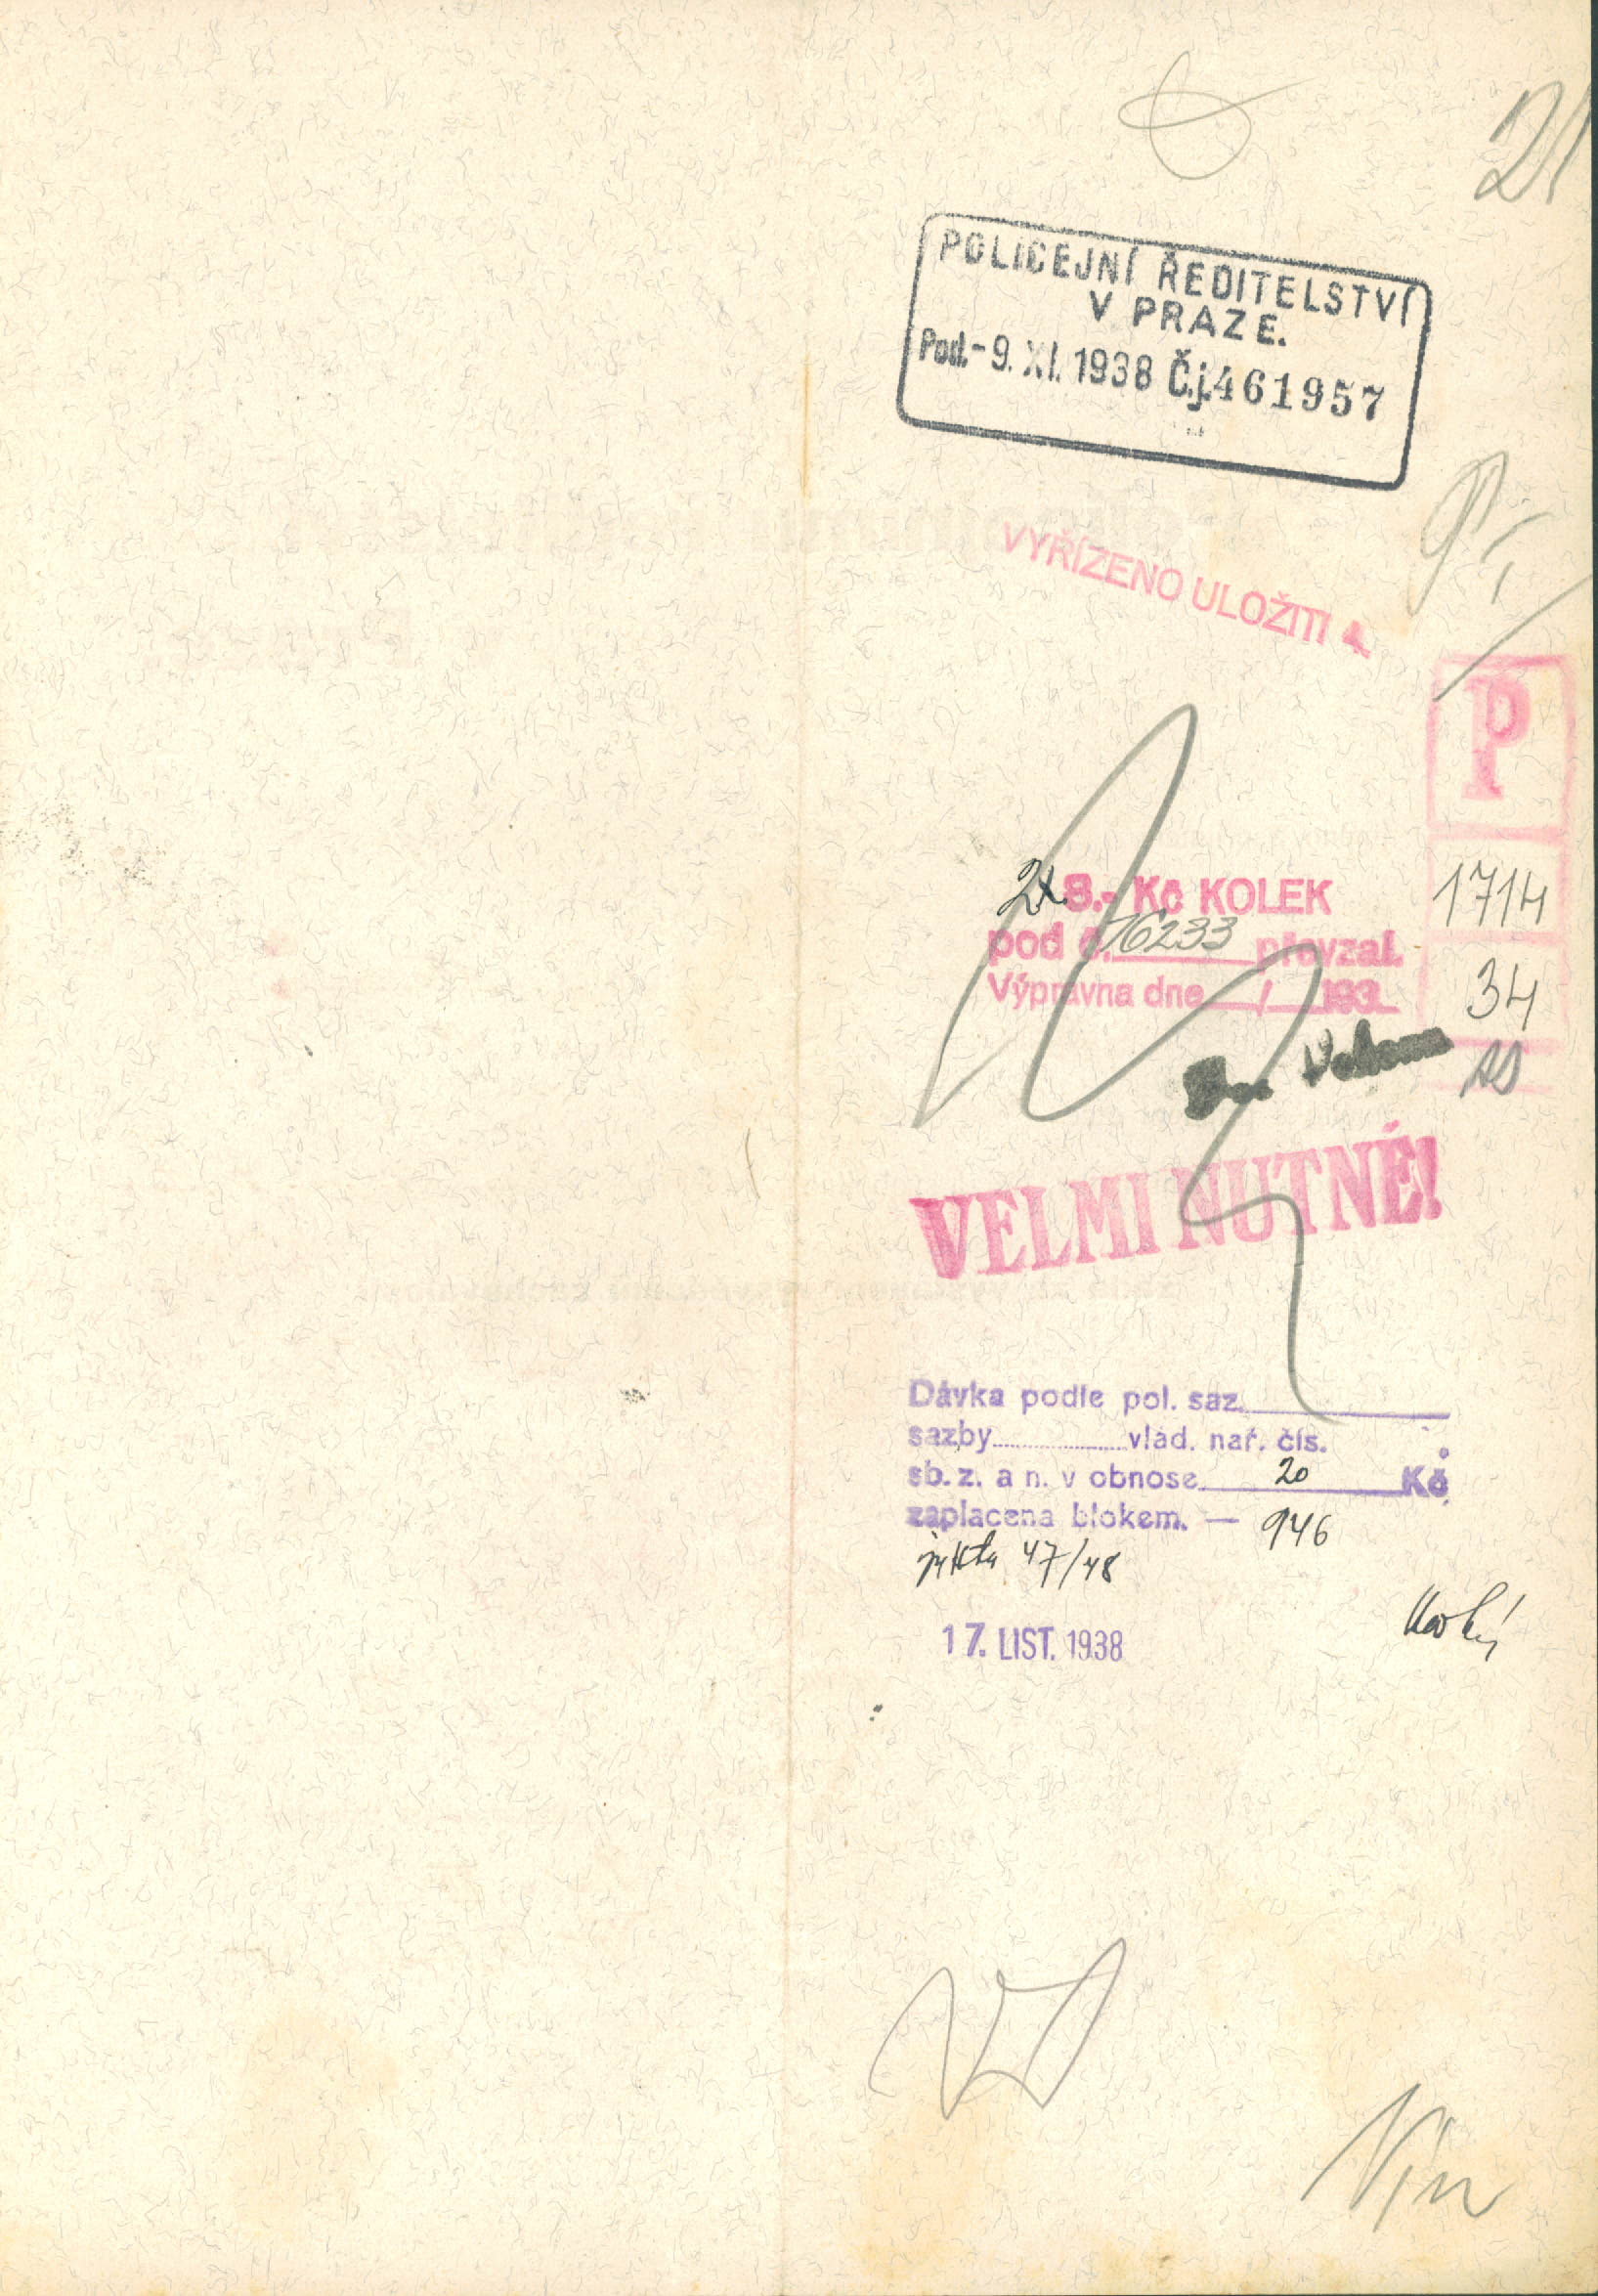 21
POLICEJNÍ ŘEDITELSTVÍ
V PRAZE.
Pod. - 9. XI. 1938 Č.j. 461957
VYŘÍZENO ULOŽITI
P
1714
34
2x 8.- Kč KOLEK
pod č. 16233 převzal.
Výpravna dne / 193
VELMI NUTNÉ!
Dávka podle pol. saz.
sazby vlád. nař. čís.
sb. z. a n. v obnose 20 Kč
zaplacena blokem. — 946
47/48
17. LIST. 1938